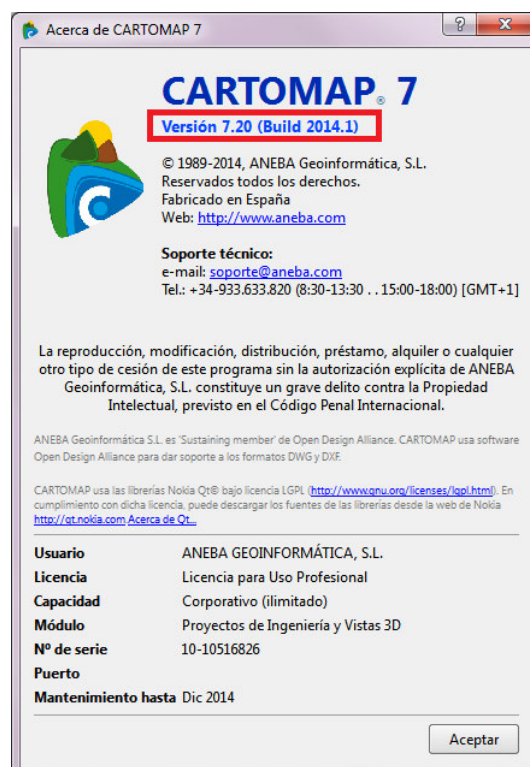 Acerca de CARTOMAP 7
CARTOMAP® 7
Versión 7.20 (Build 2014.1)
© 1989-2014, ANEBA Geoinformática, S.L.
Reservados todos los derechos.
Fabricado en España
Web: http://www.aneba.com
Soporte técnico:
e-mail: soporte@aneba.com
Tel.: +34-933.633.820 (8:30-13:30 . . 15:00-18:00) [GMT+1]
La reproducción, modificación, distribución, préstamo, alquiler o cualquier
otro tipo de cesión de este programa sin la autorización explícita de ANEBA
Geoinformática, S.L. constituye un grave delito contra la Propiedad
Intelectual, previsto en el Código Penal Internacional.
ANEBA Geoinformática S.L. es 'Sustaining member' de Open Design Alliance. CARTOMAP usa software
Open Design Alliance para dar soporte a los formatos DWG y DXF.
CARTOMAP usa las librerías Nokia Qt® bajo licencia LGPL (http://www.gnu.org/licenses/lgpl.html). En
cumplimiento con dicha licencia, puede descargar los fuentes de las librerías desde la web de Nokia
http://qt.nokia.com Acerca de Qt...
Usuario ANEBA GEOINFORMÁTICA, S.L.
Licencia Licencia para Uso Profesional
Capacidad Corporativo (ilimitado)
Módulo Proyectos de Ingeniería y Vistas 3D
Nº de serie 10-10516826
Puerto
Mantenimiento hasta Dic 2014
Aceptar